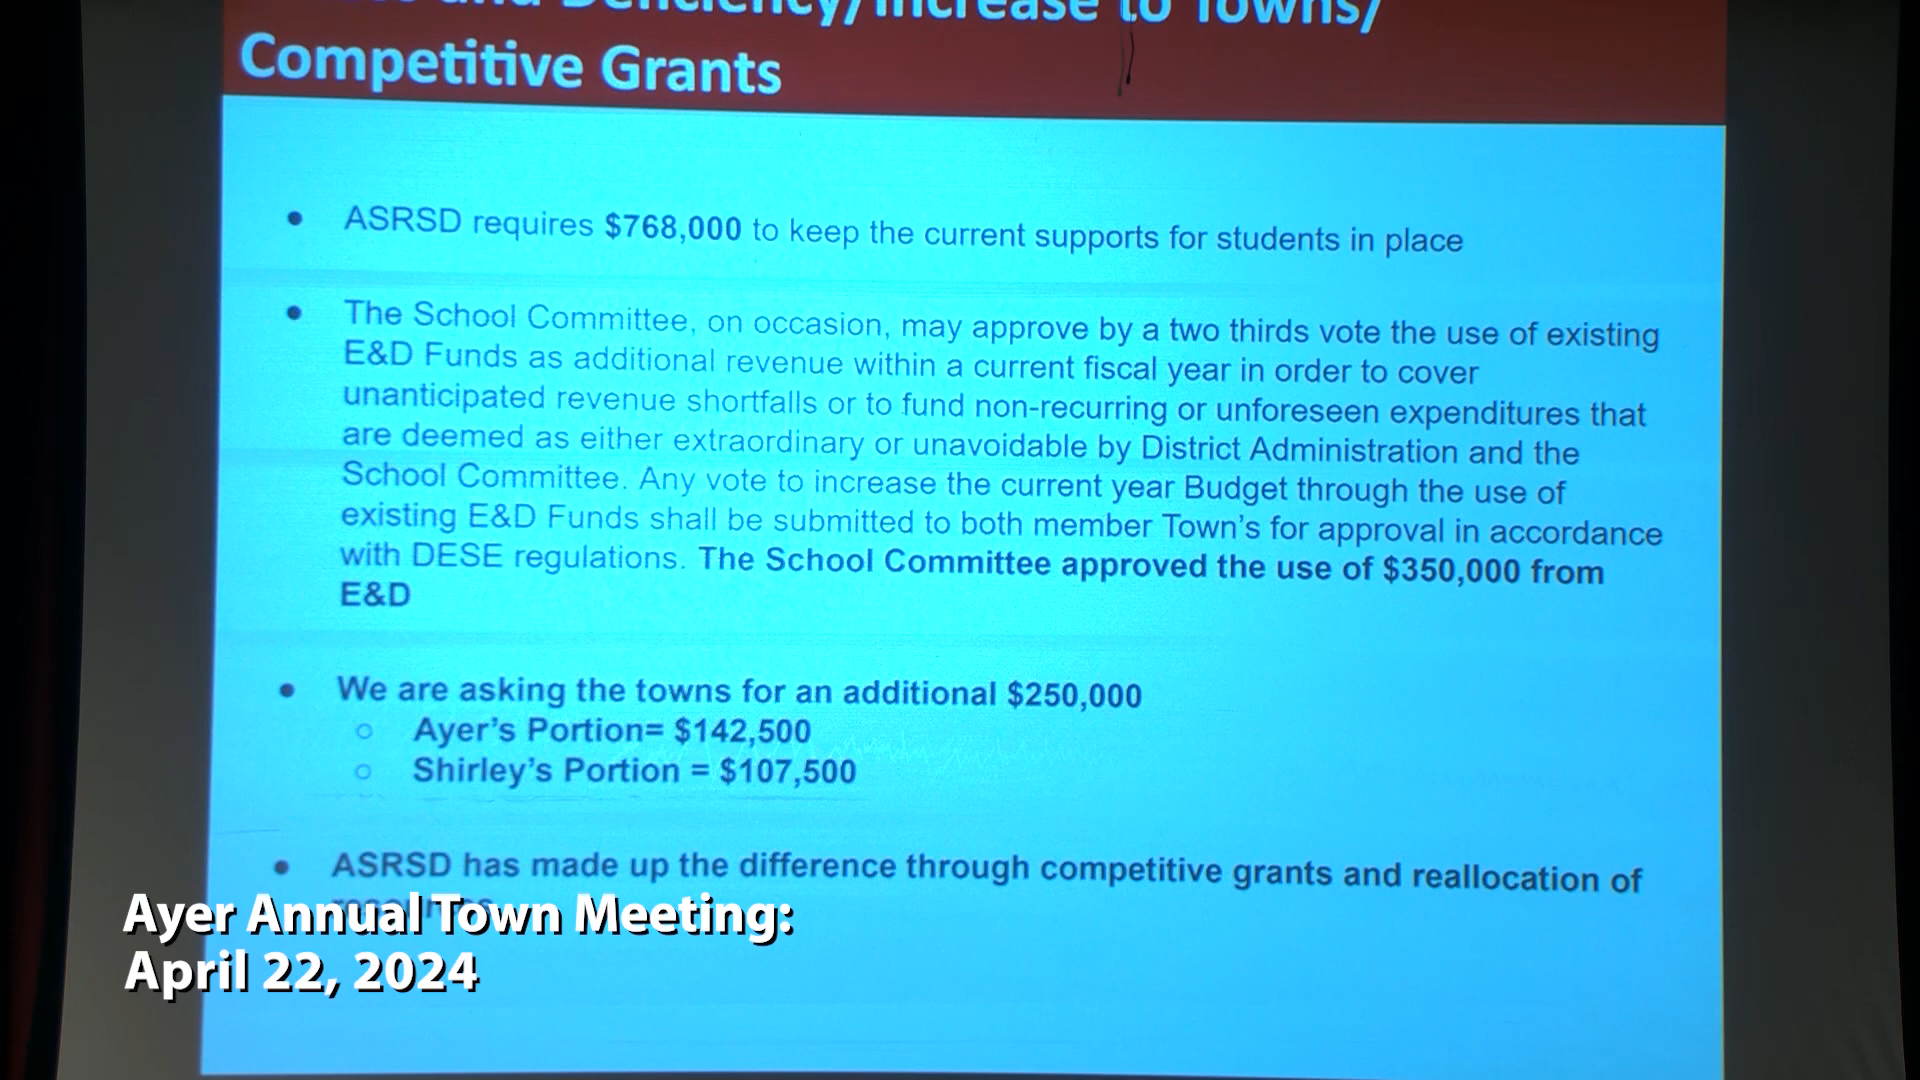 and Deficiency/Increase to Towns/
Competitive Grants
• ASRSD requires $768,000 to keep the current supports for students in place
• The School Committee, on occasion, may approve by a two thirds vote the use of existing
E&D Funds as additional revenue within a current fiscal year in order to cover
unanticipated revenue shortfalls or to fund non-recurring or unforeseen expenditures that
are deemed as either extraordinary or unavoidable by District Administration and the
School Committee. Any vote to increase the current year Budget through the use of
existing E&D Funds shall be submitted to both member Town's for approval in accordance
with DESE regulations. The School Committee approved the use of $350,000 from
E&D
• We are asking the towns for an additional $250,000
○ Ayer's Portion= $142,500
○ Shirley's Portion = $107,500
• ASRSD has made up the difference through competitive grants and reallocation of
Ayer Annual Town Meeting:
April 22, 2024